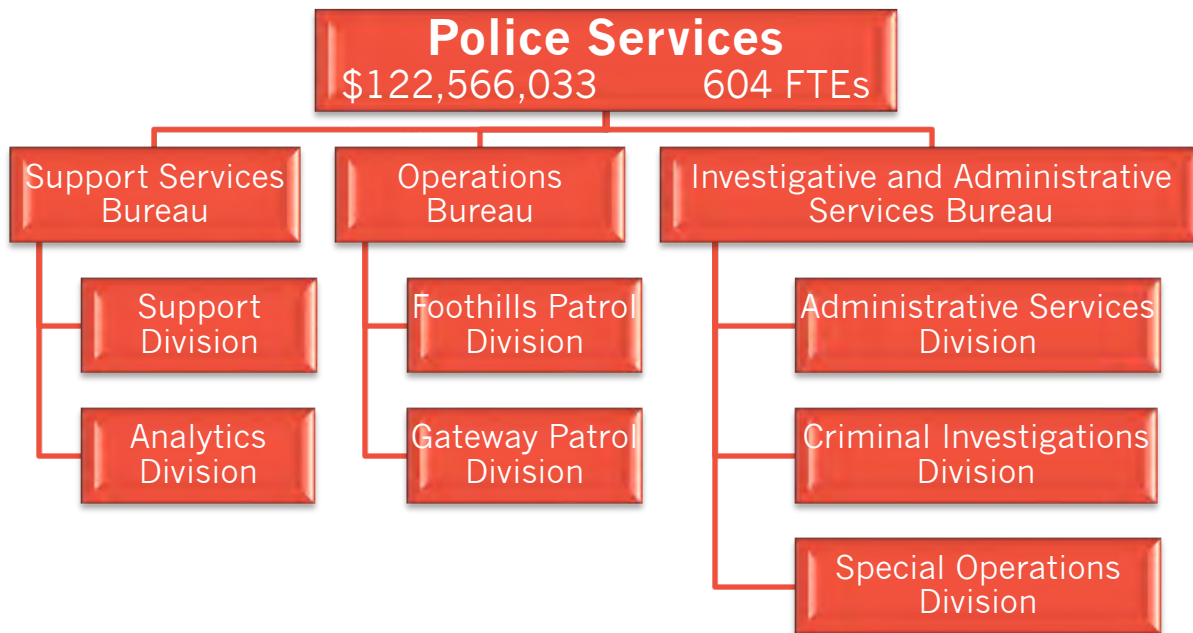 Police Services
$122,566,033 604 FTEs
Support Services
Bureau
Operations
Bureau
Investigative and Administrative
Services Bureau
Support
Division
Foothills Patrol
Division
Administrative Services
Division
Analytics
Division
Gateway Patrol
Division
Criminal Investigations
Division
Special Operations
Division